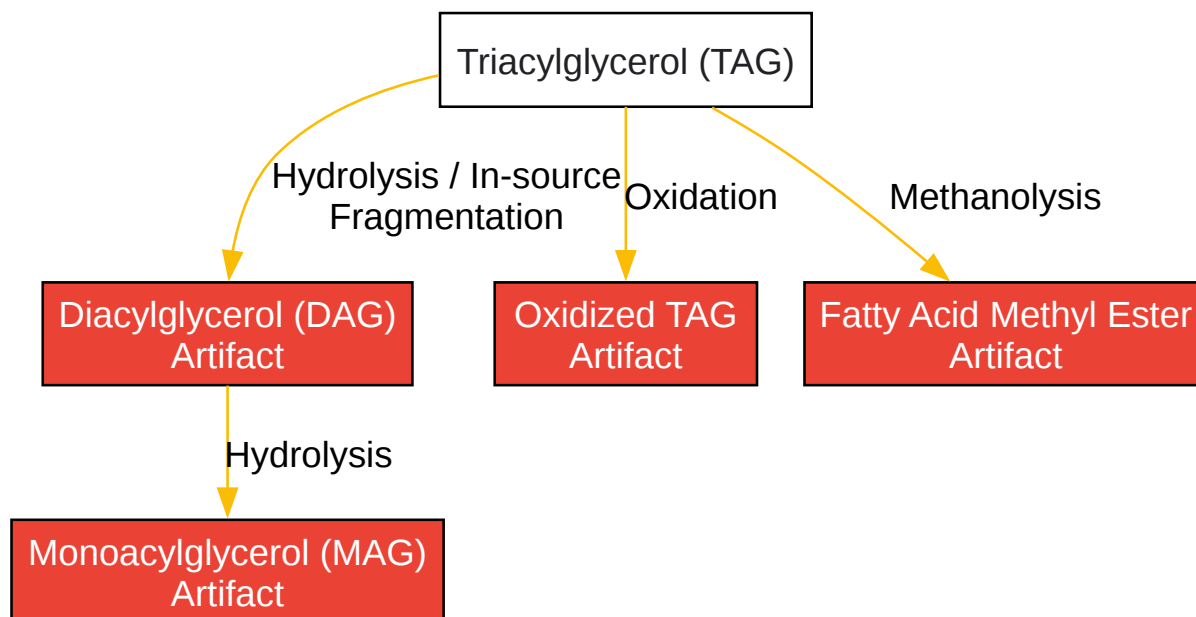 Triacylglycerol (TAG)
Hydrolysis / In-source
Fragmentation
Oxidation
Methanolysis
Diacylglycerol (DAG)
Artifact
Oxidized TAG
Artifact
Fatty Acid Methyl Ester
Artifact
Hydrolysis
Monoacylglycerol (MAG)
Artifact